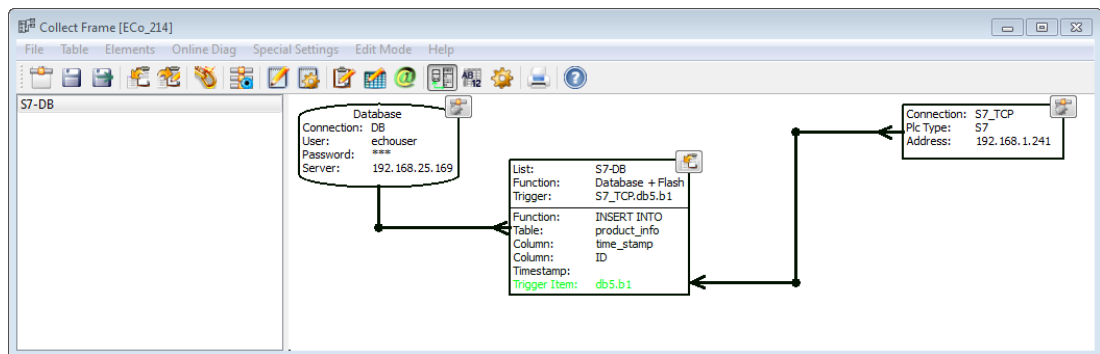 Collect Frame [ECo_214]
File Table Elements Online Diag Special Settings Edit Mode Help
S7-DB
Database
Connection: DB
User: echouser
Password: ***
Server: 192.168.25.169
List: S7-DB
Function: Database + Flash
Trigger: S7_TCP.db5.b1
Function: INSERT INTO
Table: product_info
Column: time_stamp
Column: ID
Timestamp:
Trigger Item: db5.b1
Connection: S7_TCP
Plc Type: S7
Address: 192.168.1.241